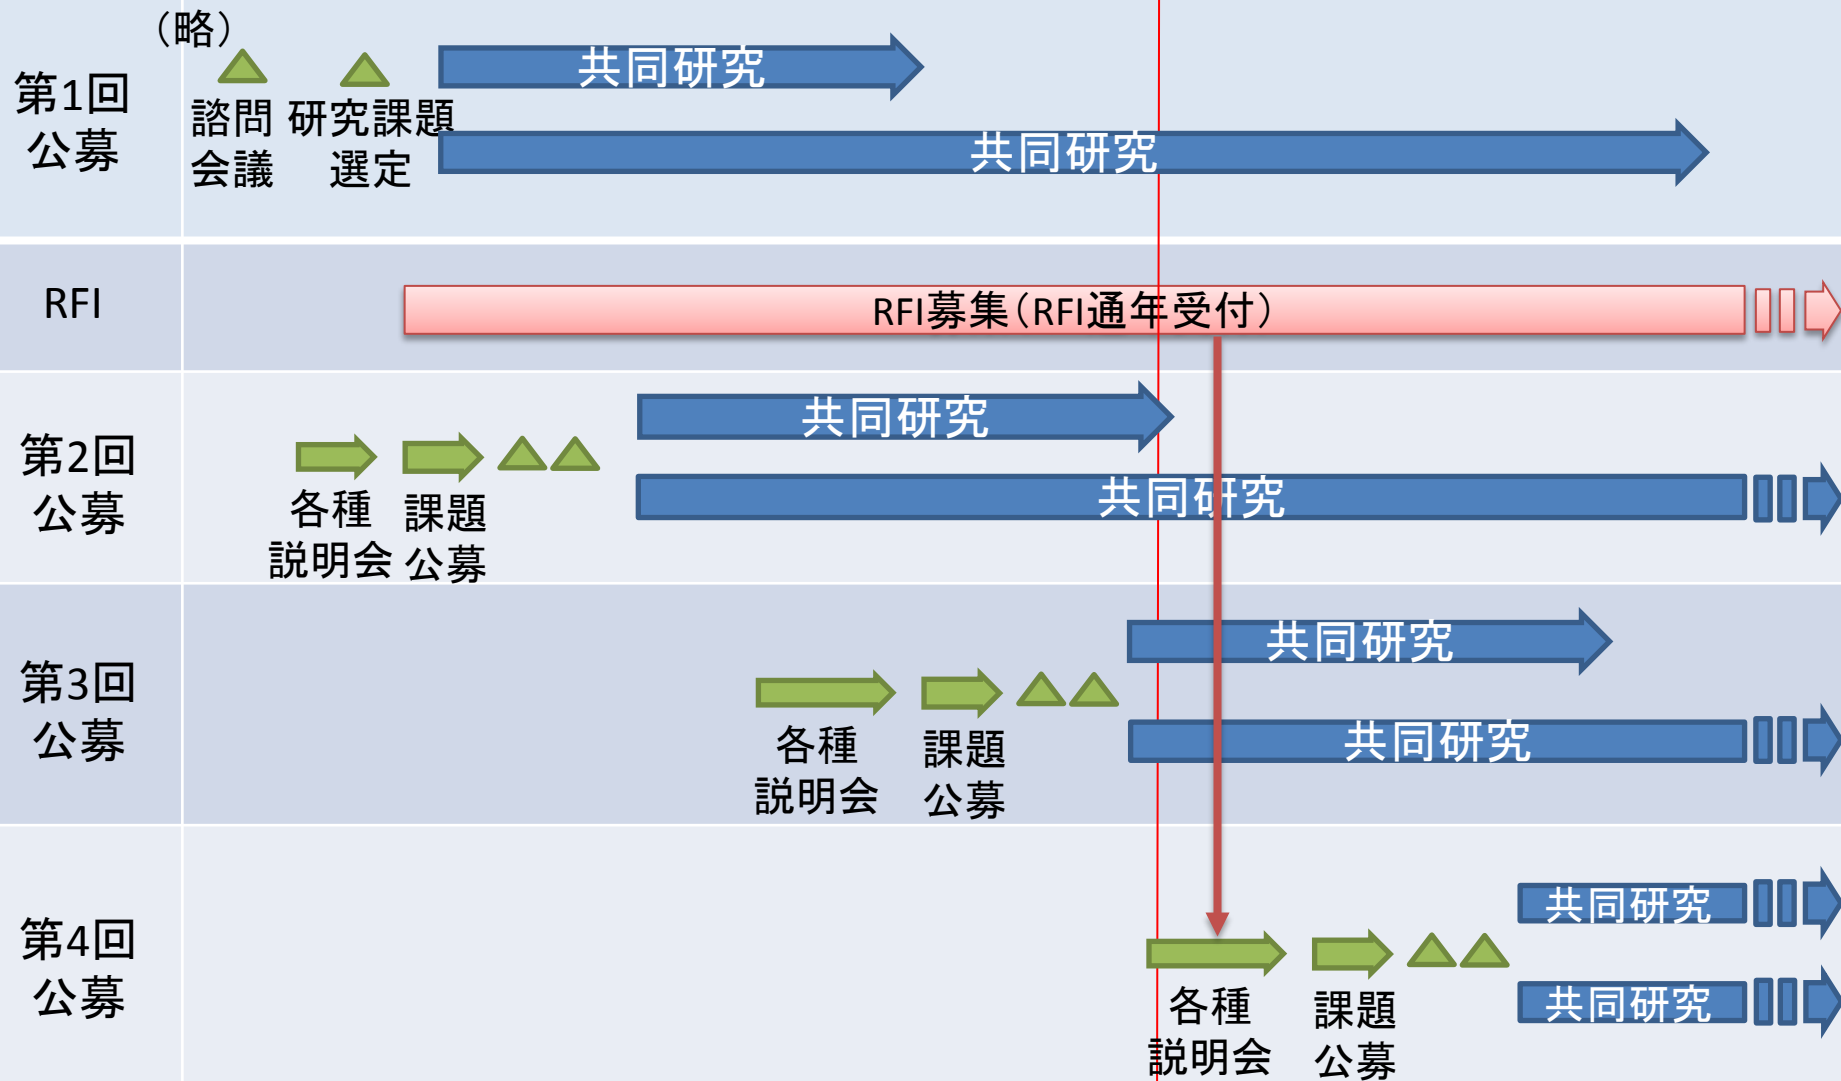 （略）
第1回
公募
諮問
会議
研究課題
選定
共同研究
共同研究
RFI
RFI募集（RFI通年受付）
第2回
公募
各種
説明会
課題
公募
共同研究
共同研究
第3回
公募
各種
説明会
課題
公募
共同研究
共同研究
第4回
公募
各種
説明会
課題
公募
共同研究
共同研究